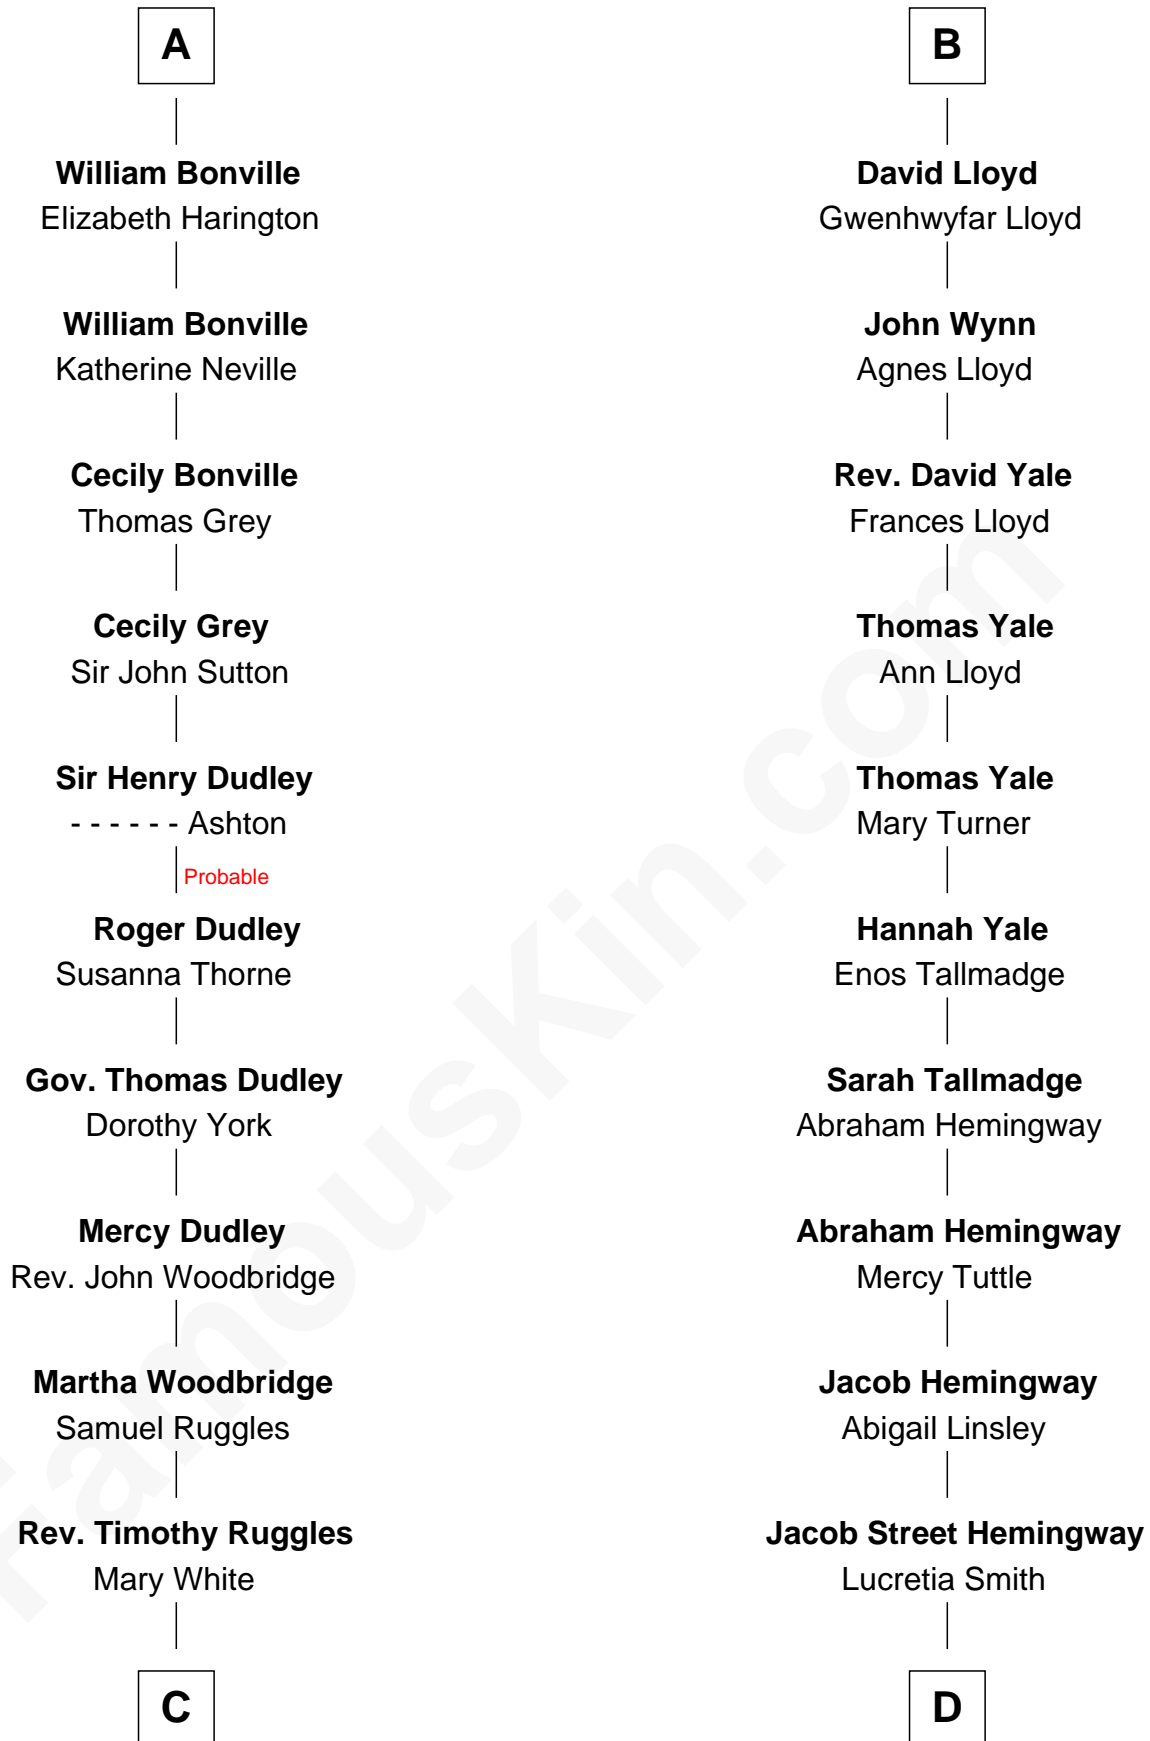 A
William Bonville
Elizabeth Harington
William Bonville
Katherine Neville
Cecily Bonville
Thomas Grey
Cecily Grey
Sir John Sutton
Sir Henry Dudley
- - - - - - Ashton
Probable
Roger Dudley
Susanna Thorne
Gov. Thomas Dudley
Dorothy York
Mercy Dudley
Rev. John Woodbridge
Martha Woodbridge
Samuel Ruggles
Rev. Timothy Ruggles
Mary White
C
B
David Lloyd
Gwenhwyfar Lloyd
John Wynn
Agnes Lloyd
Rev. David Yale
Frances Lloyd
Thomas Yale
Ann Lloyd
Thomas Yale
Mary Turner
Hannah Yale
Enos Tallmadge
Sarah Tallmadge
Abraham Hemingway
Abraham Hemingway
Mercy Tuttle
Jacob Hemingway
Abigail Linsley
Jacob Street Hemingway
Lucretia Smith
D
FamousKin.com